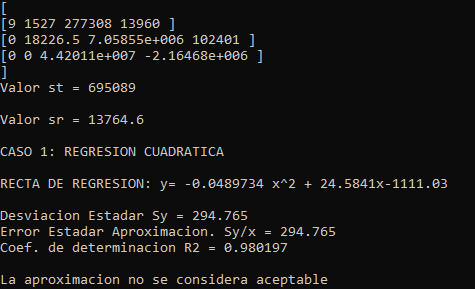 [
[9 1527 277308 13960 ]
[0 18226.5 7.05855e+006 102401 ]
[0 0 4.42011e+007 -2.16468e+006 ]
]
Valor st = 695089
Valor sr = 13764.6
CASO 1: REGRESION CUADRATICA
RECTA DE REGRESION: y= -0.0489734 x^2 + 24.5841x-1111.03
Desviacion Estadar Sy = 294.765
Error Estadar Aproximacion. Sy/x = 294.765
Coef. de determinacion R2 = 0.980197
La aproximacion no se considera aceptable